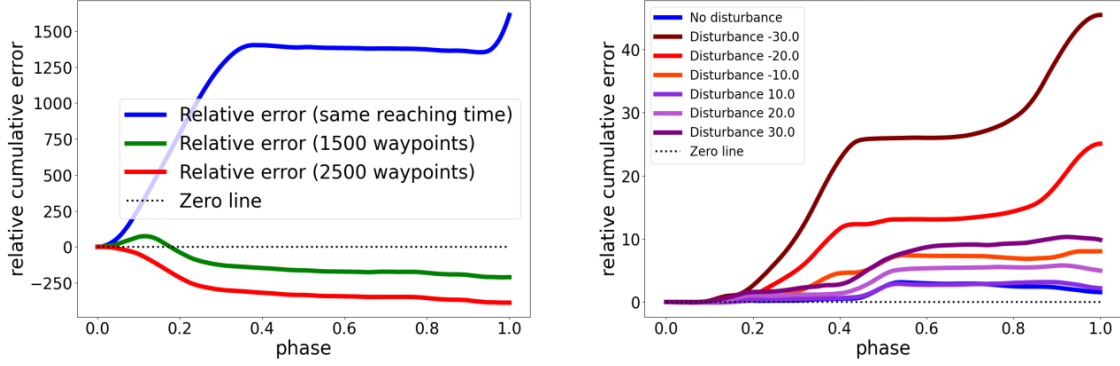 relative cumulative error
1500
1250
1000
750
500
250
0
−250
Relative error (same reaching time)
Relative error (1500 waypoints)
Relative error (2500 waypoints)
Zero line
0.0 0.2 0.4 0.6 0.8 1.0
phase
relative cumulative error
40
30
20
10
0
No disturbance
Disturbance -30.0
Disturbance -20.0
Disturbance -10.0
Disturbance 10.0
Disturbance 20.0
Disturbance 30.0
Zero line
0.0 0.2 0.4 0.6 0.8 1.0
phase